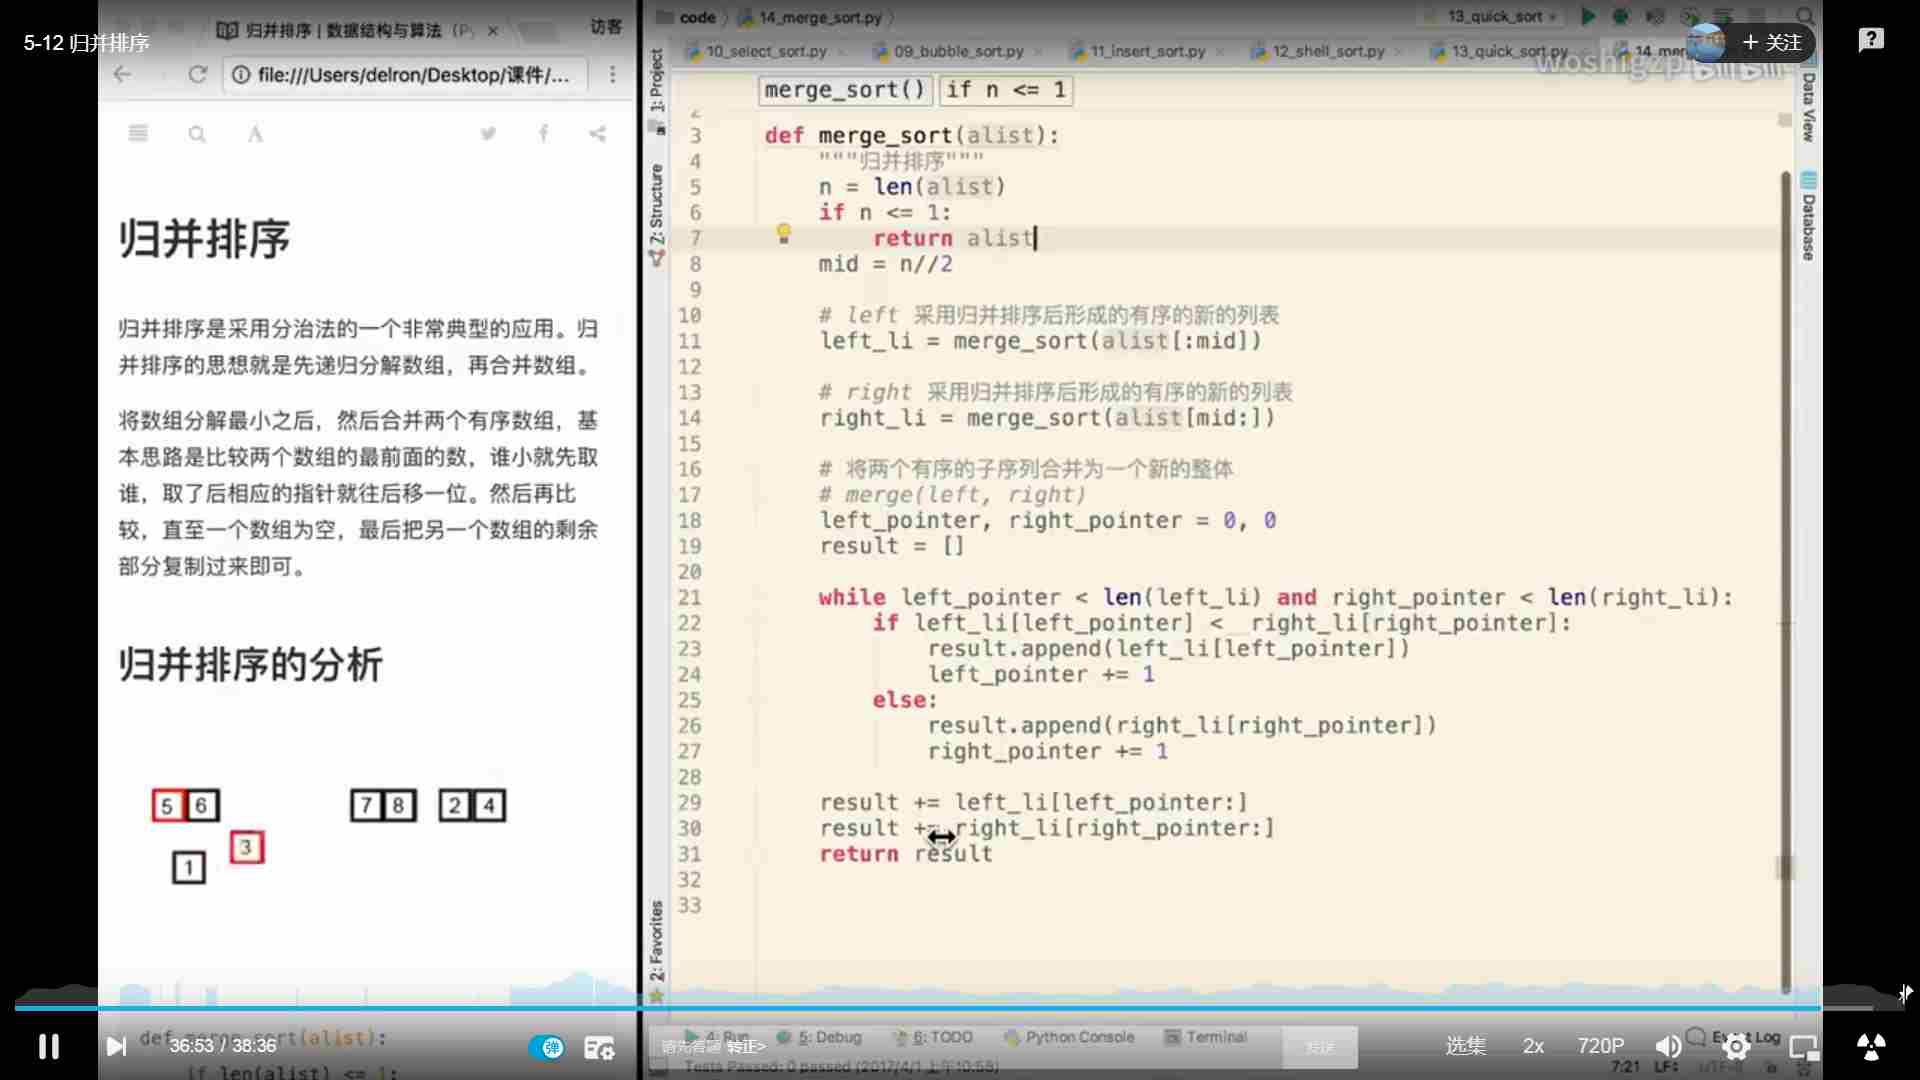 5-12 归并排序
归并排序 | 数据结构与算法 (Py
访客
file:///Users/delron/Desktop/课件/...
归并排序
归并排序是采用分治法的一个非常典型的应用。归
并排序的思想就是先递归分解数组，再合并数组。
将数组分解最小之后，然后合并两个有序数组，基
本思路是比较两个数组的最前面的数，谁小就先取
谁，取了后相应的指针就往后移一位。然后再比
较，直至一个数组为空，最后把另一个数组的剩余
部分复制过来即可。
归并排序的分析
5 6 7 8 2 4
3
1
def merge_sort(alist):
if len(alist) <= 1:
code 14_merge_sort.py
13_quick_sort
+ 关注
10_select_sort.py 09_bubble_sort.py 11_insert_sort.py 12_shell_sort.py 13_quick_sort.py
woshigzp bilibili
1: Project
Z: Structure
2: Favorites
Data View
Database
merge_sort() if n <= 1
2
3 def merge_sort(alist):
4 """归并排序"""
5 n = len(alist)
6 if n <= 1:
7 return alist
8 mid = n//2
9
10 # left 采用归并排序后形成的有序的新的列表
11 left_li = merge_sort(alist[:mid])
12
13 # right 采用归并排序后形成的有序的新的列表
14 right_li = merge_sort(alist[mid:])
15
16 # 将两个有序的子序列合并为一个新的整体
17 # merge(left, right)
18 left_pointer, right_pointer = 0, 0
19 result = []
20
21 while left_pointer < len(left_li) and right_pointer < len(right_li):
22 if left_li[left_pointer] < right_li[right_pointer]:
23 result.append(left_li[left_pointer])
24 left_pointer += 1
25 else:
26 result.append(right_li[right_pointer])
27 right_pointer += 1
28
29 result += left_li[left_pointer:]
30 result += right_li[right_pointer:]
31 return result
32
33
4: Run 5: Debug 6: TODO Python Console Terminal Event Log
36:53 / 38:36
弹
请先答题 转正>
发送
选集 2x 720P
Tests Passed: 0 passed (2017/4/1 上午10:58)
7:21 LF: UTF-8